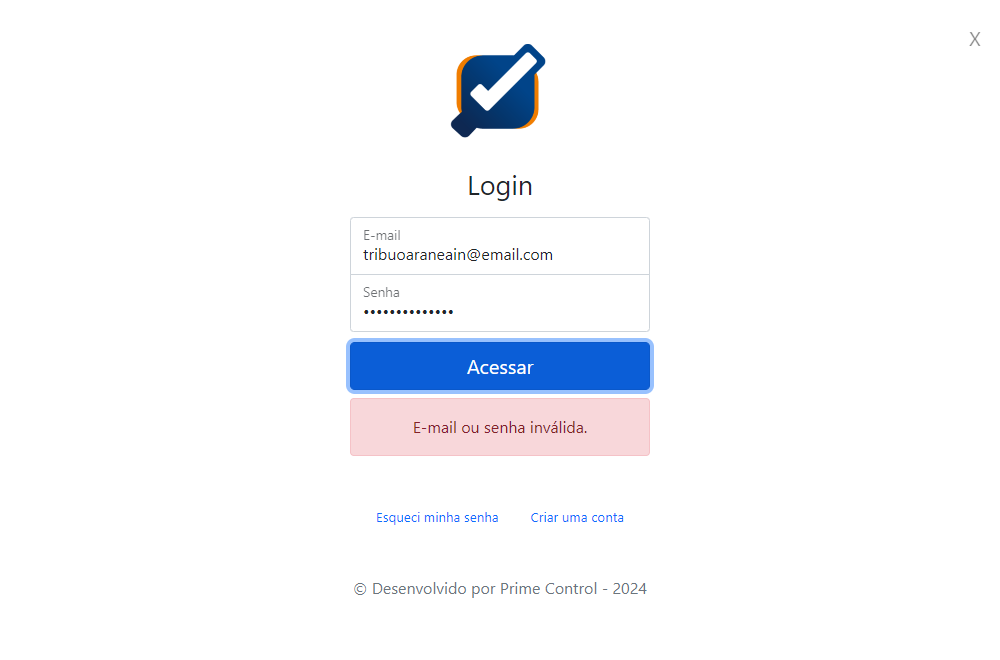 X
Login
E-mail
tribuoaraneain@email.com
Senha
••••••••••••••
Acessar
E-mail ou senha inválida.
Esqueci minha senha Criar uma conta
© Desenvolvido por Prime Control - 2024